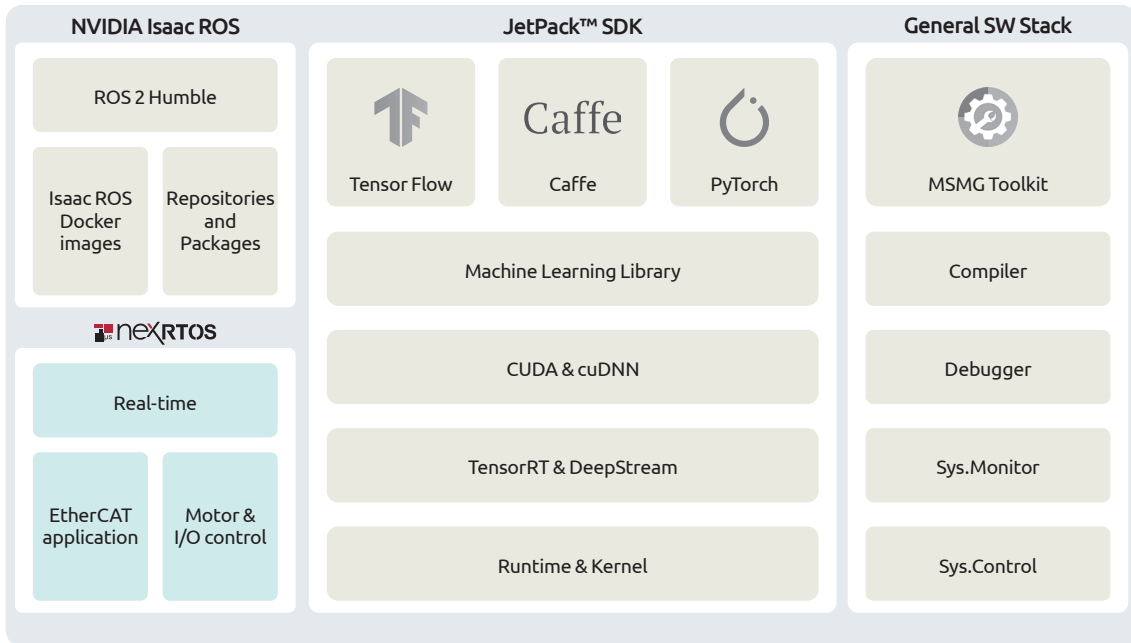 NVIDIA Isaac ROS
ROS 2 Humble
Isaac ROS
Docker
images
Repositories
and
Packages
neXRTOS
Real-time
EtherCAT
application
Motor &
I/O control
JetPack™ SDK
Tensor Flow
Caffe
Caffe
PyTorch
Machine Learning Library
CUDA & cuDNN
TensorRT & DeepStream
Runtime & Kernel
General SW Stack
MSMG Toolkit
Compiler
Debugger
Sys.Monitor
Sys.Control